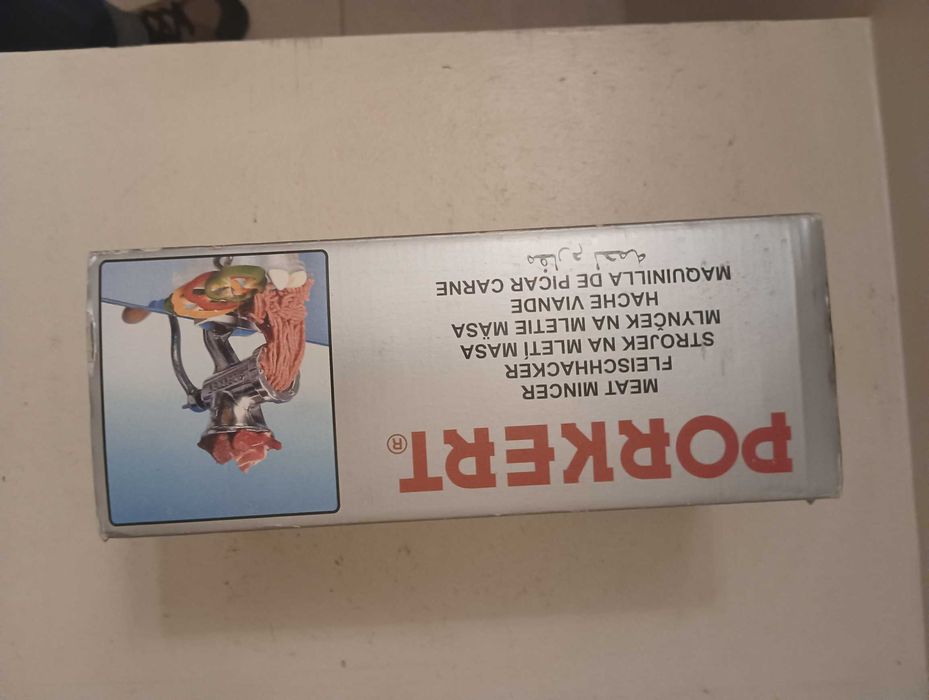 PORKERT®
MEAT MINCER
FLEISCHHACKER
STROJEK NA MLETÍ MASA
MLYNČEK NA MLETIE MÄSA
HACHE VIANDE
MAQUINILLA DE PICAR CARNE